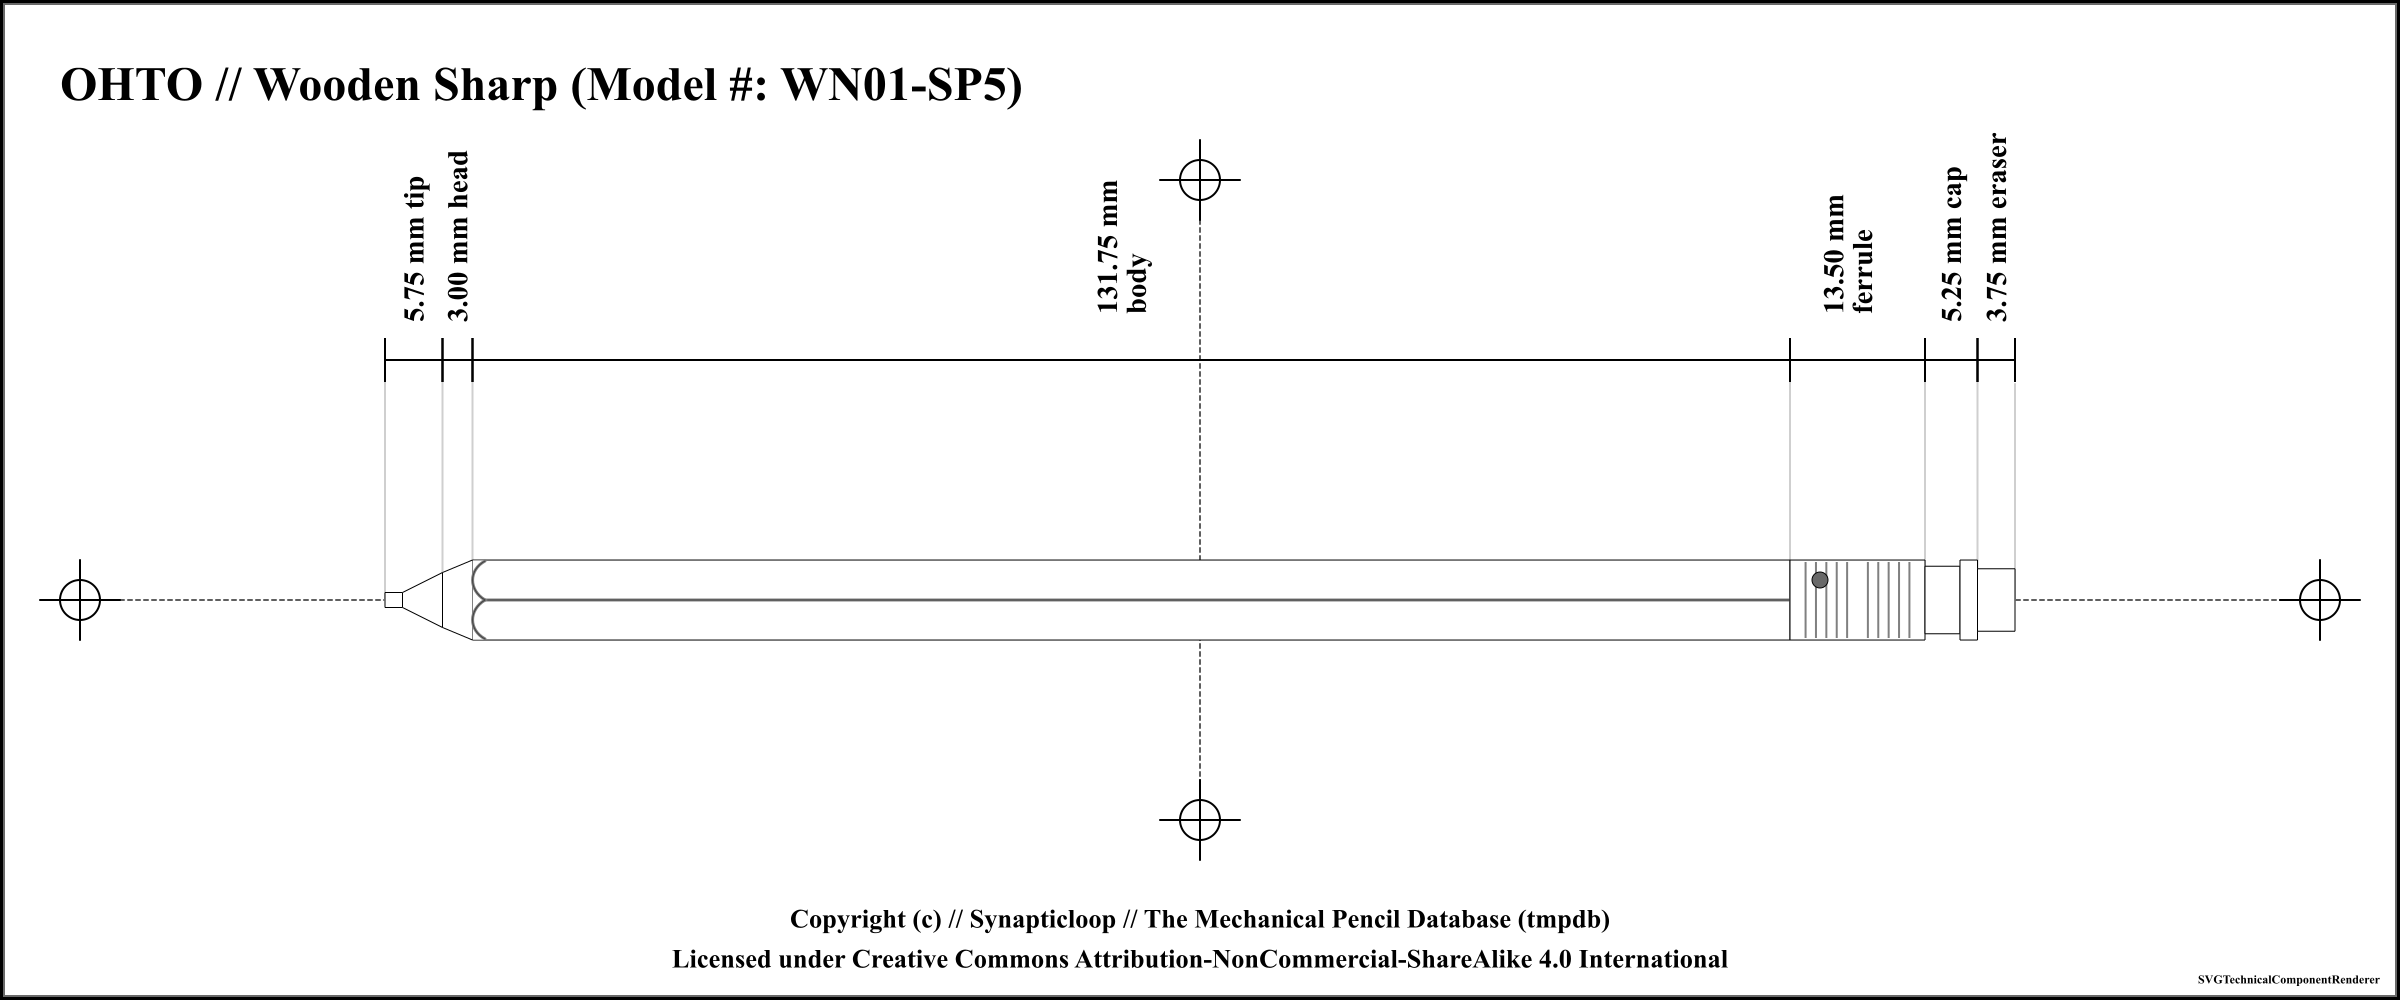 OHTO // Wooden Sharp (Model #: WN01-SP5)
5.75 mm tip
3.00 mm head
131.75 mm
body
13.50 mm
ferrule
5.25 mm cap
3.75 mm eraser
Copyright (c) // Synapticloop // The Mechanical Pencil Database (tmpdb)
Licensed under Creative Commons Attribution-NonCommercial-ShareAlike 4.0 International
SVGTechnicalComponentRenderer